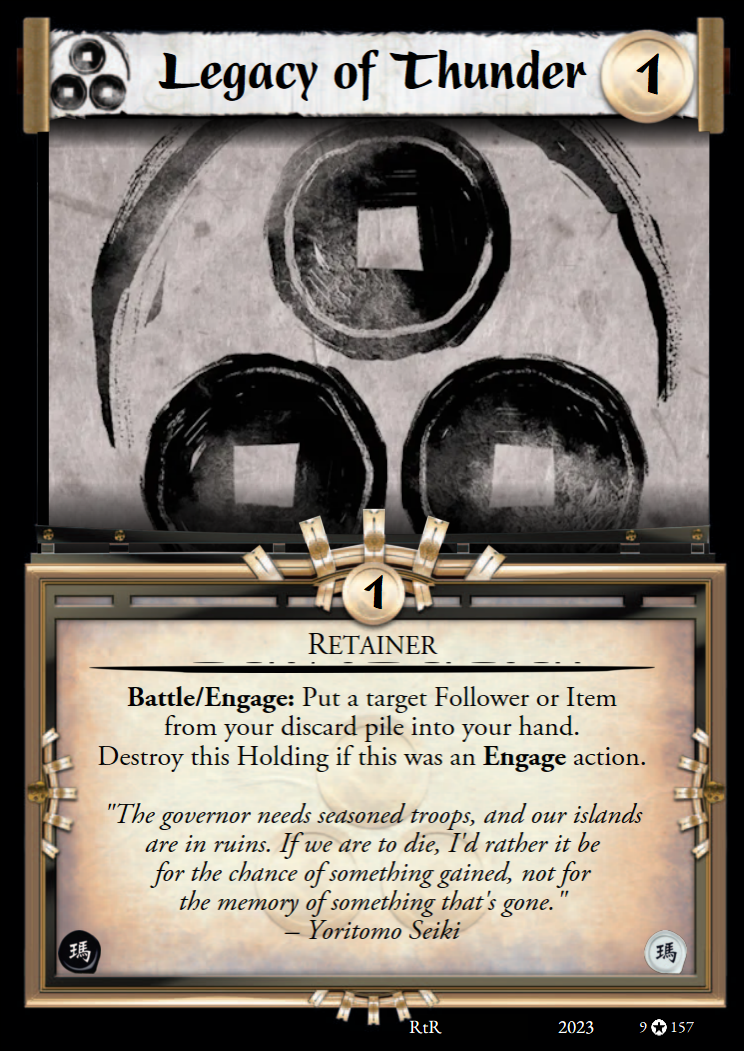 Legacy of Thunder 1
1
RETAINER
Battle/Engage: Put a target Follower or Item
from your discard pile into your hand.
Destroy this Holding if this was an Engage action.
"The governor needs seasoned troops, and our islands
are in ruins. If we are to die, I'd rather it be
for the chance of something gained, not for
the memory of something that's gone."
– Yoritomo Seiki
瑪 瑪
RtR 2023 9 ✪ 157